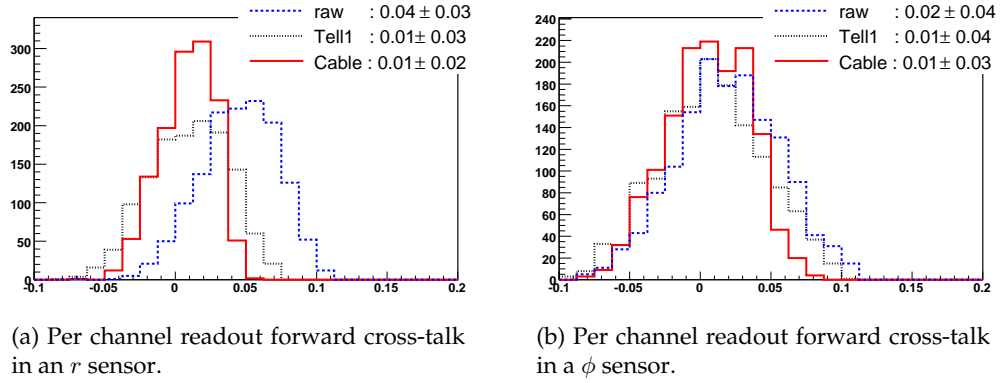 raw : 0.04 ± 0.03
Tell1 : 0.01 ± 0.03
Cable : 0.01 ± 0.02
300
250
200
150
100
50
0
-0.1 -0.05 0 0.05 0.1 0.15 0.2
(a) Per channel readout forward cross-talk
in an r sensor.
raw : 0.02 ± 0.04
Tell1 : 0.01 ± 0.04
Cable : 0.01 ± 0.03
240
220
200
180
160
140
120
100
80
60
40
20
0
-0.1 -0.05 0 0.05 0.1 0.15 0.2
(b) Per channel readout forward cross-talk
in a ϕ sensor.